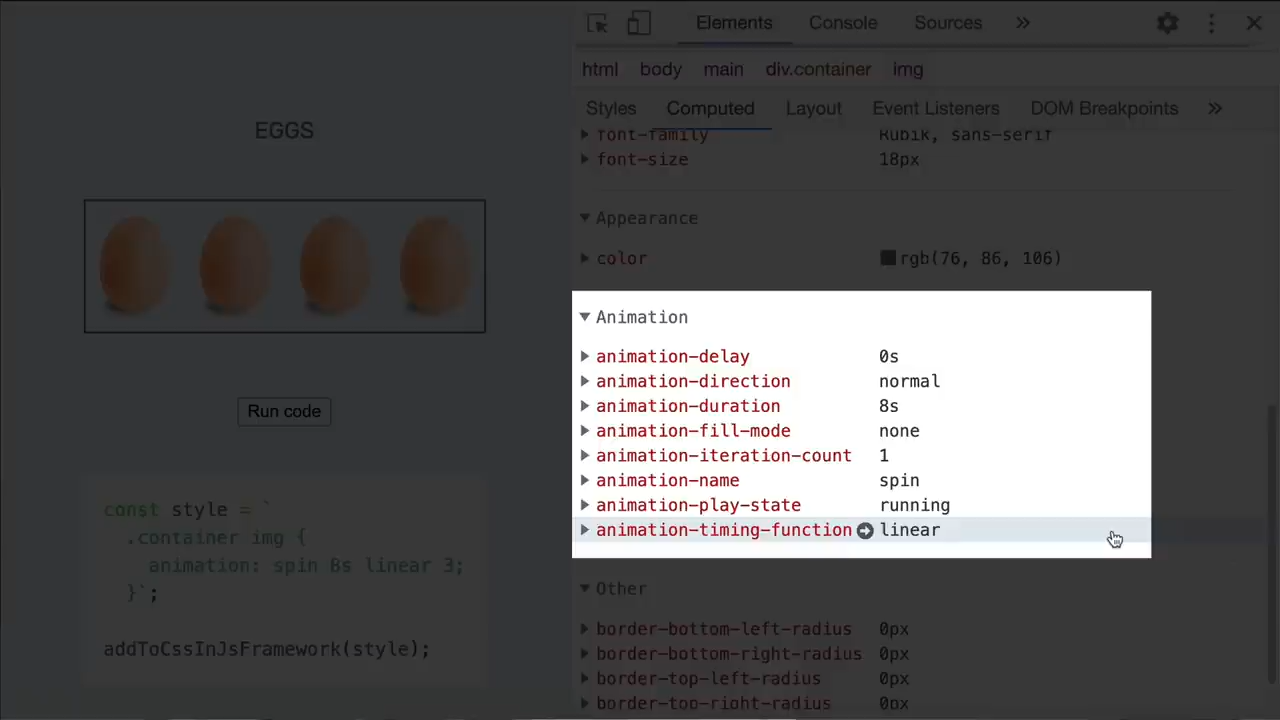 Elements Console Sources »
html body main div.container img
Styles Computed Layout Event Listeners DOM Breakpoints »
font-family Rubik, sans-serif
font-size 18px
Appearance
color rgb(76, 86, 106)
Animation
animation-delay 0s
animation-direction normal
animation-duration 8s
animation-fill-mode none
animation-iteration-count 1
animation-name spin
animation-play-state running
animation-timing-function linear
Other
border-bottom-left-radius 0px
border-bottom-right-radius 0px
border-top-left-radius 0px
border-top-right-radius 0px
EGGS
Run code
const style = `
.container img {
animation: spin 8s linear 3;
}`;
addToCssInJsFramework(style);